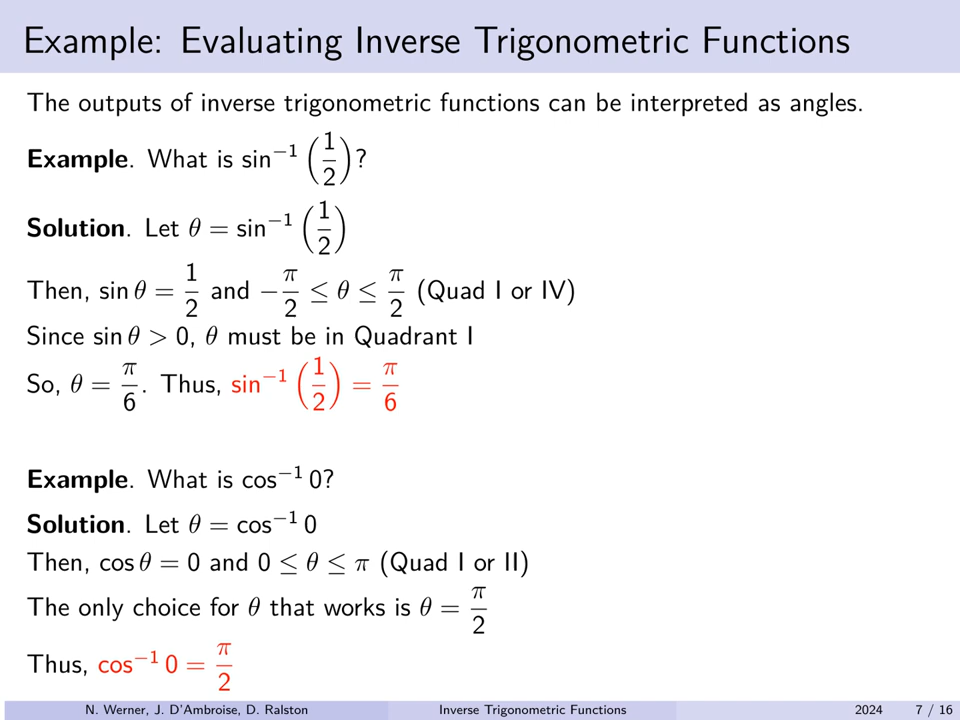 Example: Evaluating Inverse Trigonometric Functions
The outputs of inverse trigonometric functions can be interpreted as angles.
Example. What is sin⁻¹ (1/2)?
Solution. Let θ = sin⁻¹ (1/2)
Then, sin θ = 1/2 and −π/2 ≤ θ ≤ π/2 (Quad I or IV)
Since sin θ > 0, θ must be in Quadrant I
So, θ = π/6. Thus, sin⁻¹ (1/2) = π/6
Example. What is cos⁻¹ 0?
Solution. Let θ = cos⁻¹ 0
Then, cos θ = 0 and 0 ≤ θ ≤ π (Quad I or II)
The only choice for θ that works is θ = π/2
Thus, cos⁻¹ 0 = π/2
N. Werner, J. D'Ambroise, D. Ralston Inverse Trigonometric Functions 2024 7 / 16